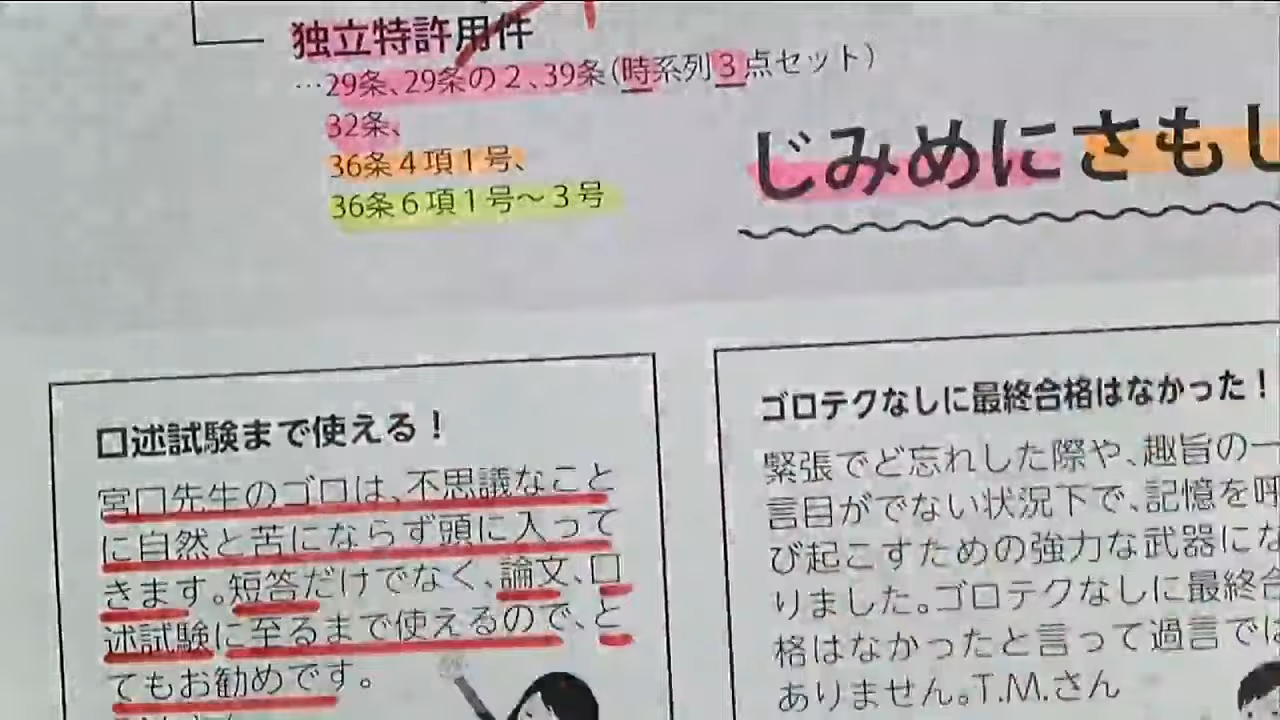 独立特許用件
…29条、29条の２、39条（時系列３点セット）
32条、
36条４項１号、
36条６項１号～３号
じみめにさもし
口述試験まで使える！
宮口先生のゴロは、不思議なこと
に自然と苦にならず頭に入って
きます。短答だけでなく、論文、口
述試験に至るまで使えるので、と
てもお勧めです。
ゴロテクなしに最終合格はなかった！
緊張でど忘れした際や、趣旨の一
言目がでない状況下で、記憶を呼
び起こすための強力な武器にな
りました。ゴロテクなしに最終合
格はなかったと言って過言では
ありません。T.M.さん